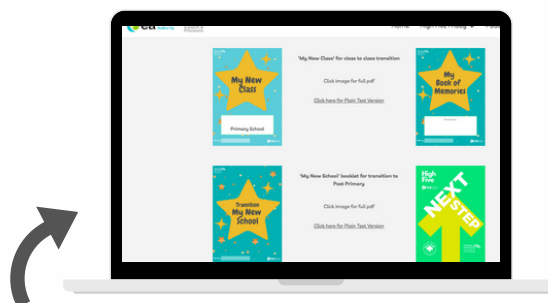 ea
Authority
My New
Class
Primary School
'My New Class' for class to class transition
Click image for full pdf
Click here for Plain Text Version
My
Book of
Memories
Transition
My New
School
'My New School' booklet for transition to
Post-Primary
Click image for full pdf
Click here for Plain Text Version
High
Five
NEXT
STEP